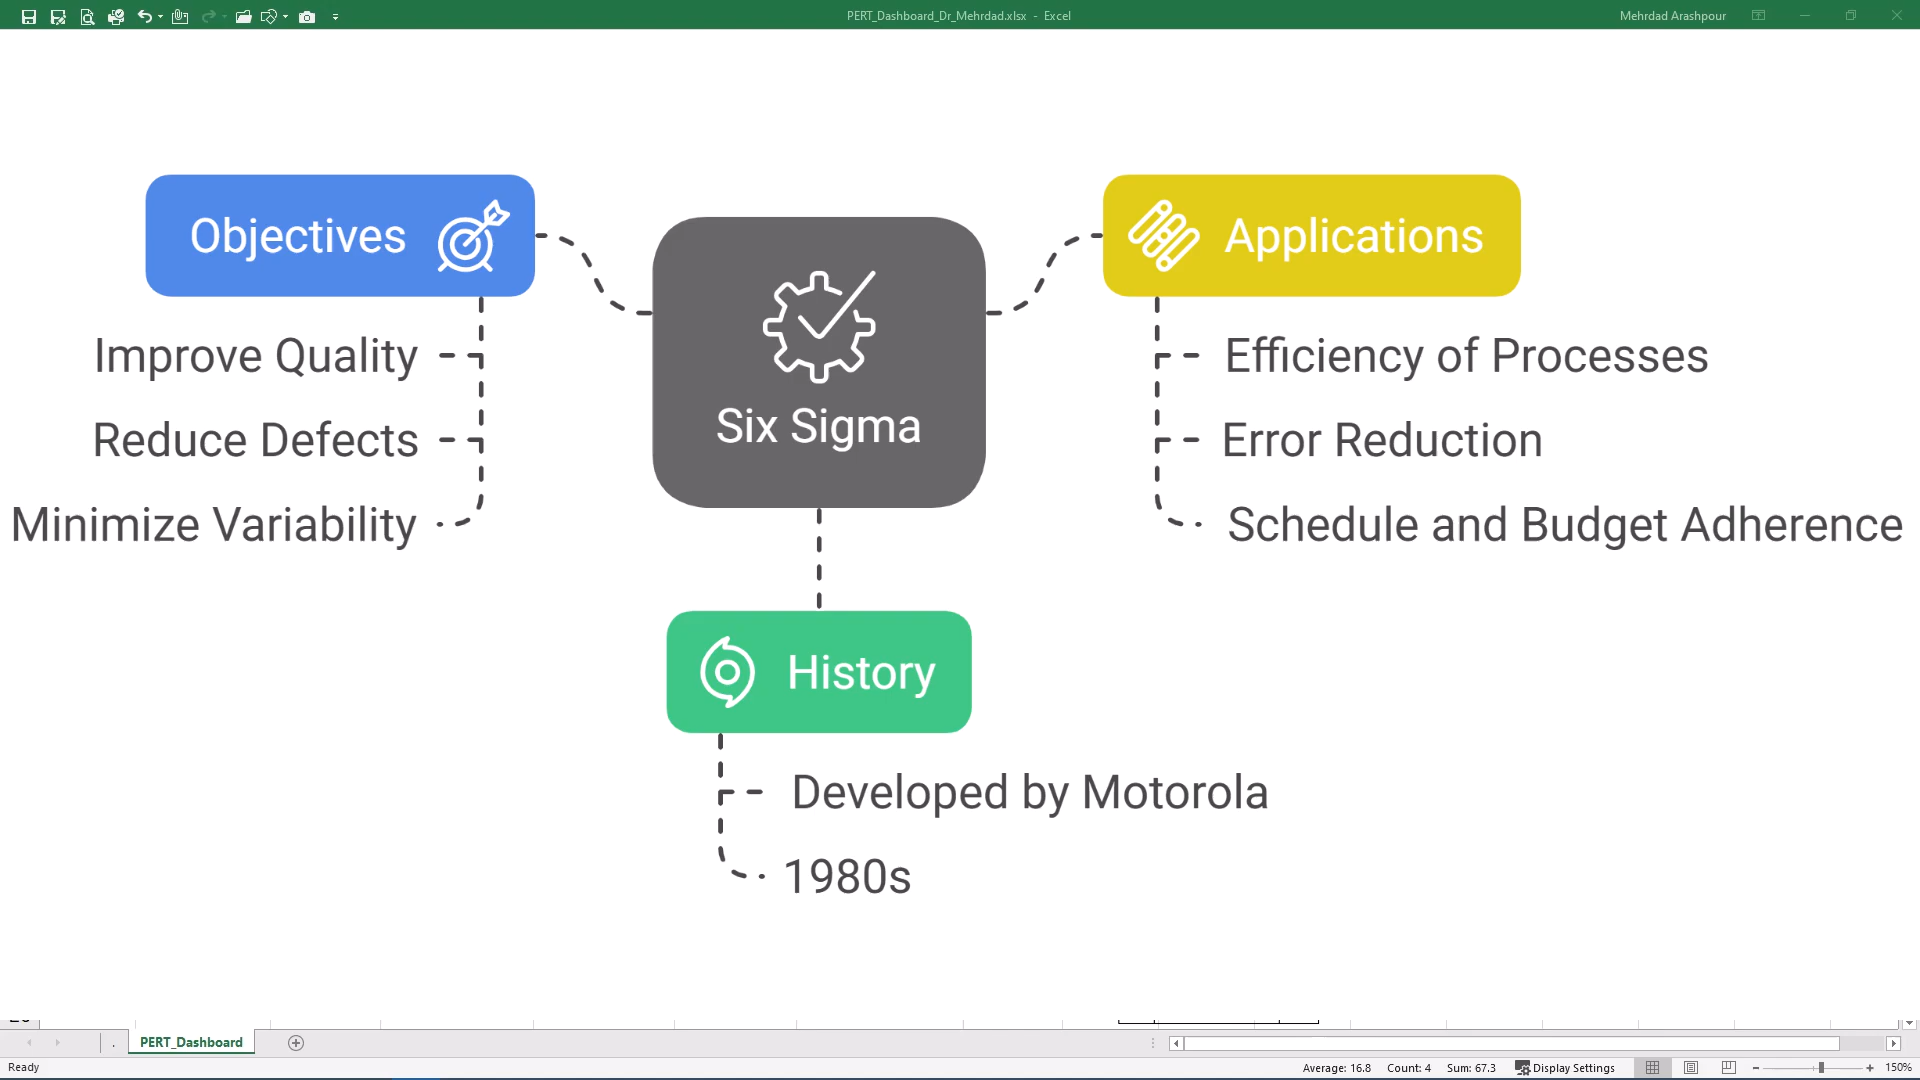 PERT_Dashboard_Dr_Mehrdad.xlsx - Excel
Mehrdad Arashpour
Objectives
Improve Quality
Reduce Defects
Minimize Variability
Six Sigma
Applications
Efficiency of Processes
Error Reduction
Schedule and Budget Adherence
History
Developed by Motorola
1980s
.
PERT_Dashboard
Ready
Average: 16.8 Count: 4 Sum: 67.3 Display Settings 150%